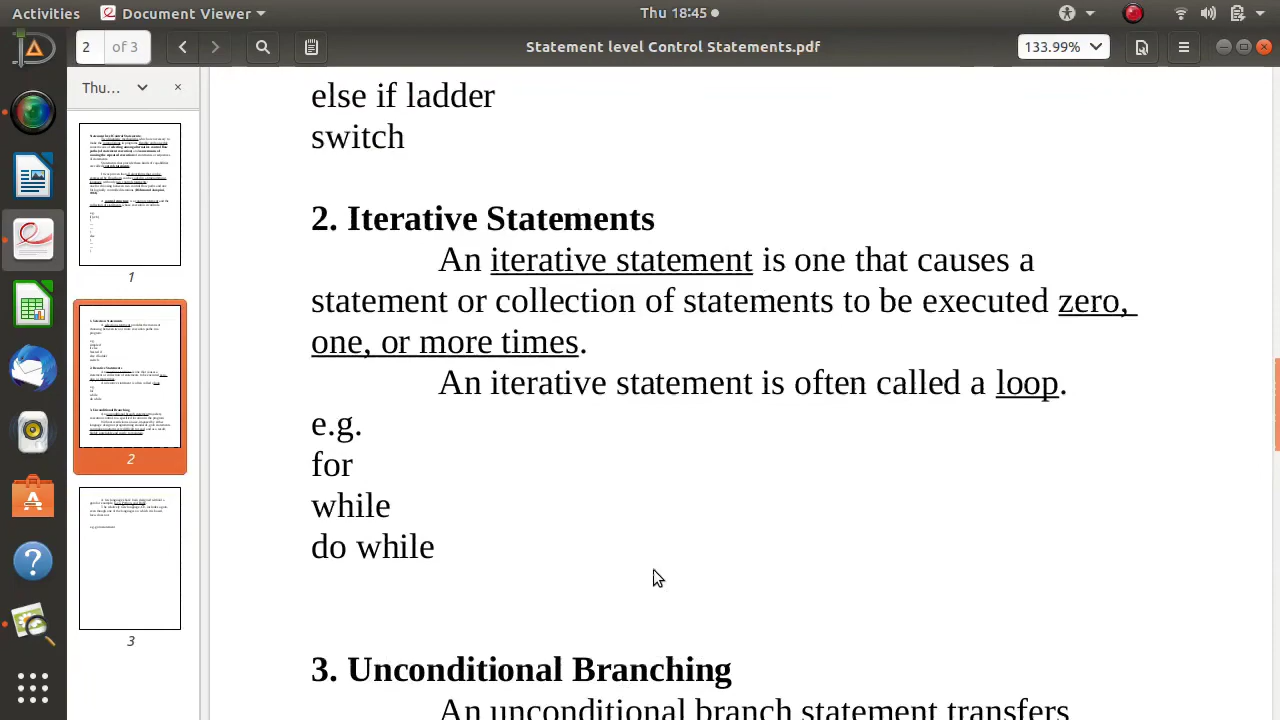 Activities Document Viewer Thu 18:45
2 of 3 Statement level Control Statements.pdf 133.99%
Thu...
1
2
3
else if ladder
switch
2. Iterative Statements
An iterative statement is one that causes a
statement or collection of statements to be executed zero,
one, or more times.
An iterative statement is often called a loop.
e.g.
for
while
do while
3. Unconditional Branching
An unconditional branch statement transfers